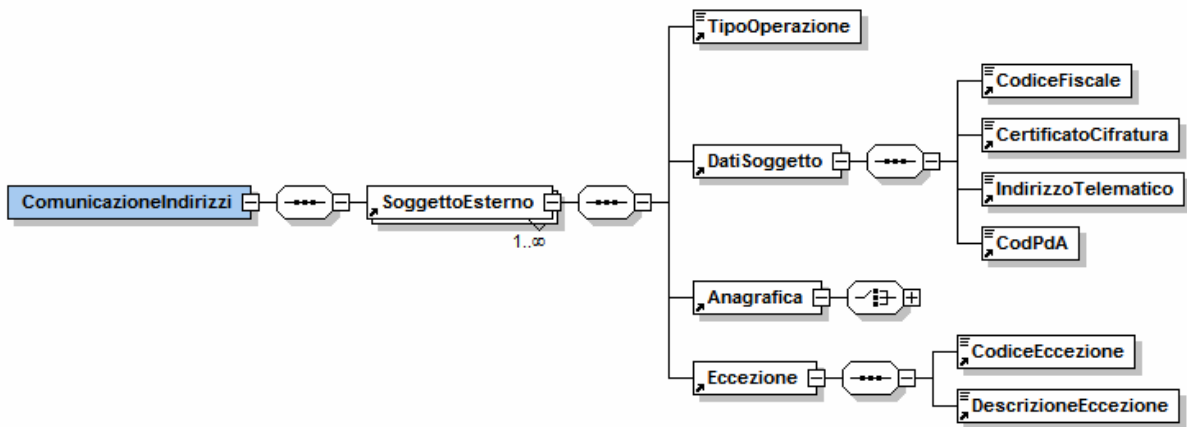 TipoOperazione
CodiceFiscale
CertificatoCifratura
DatiSoggetto
IndirizzoTelematico
ComunicazioneIndirizzi
SoggettoEsterno
1..∞
CodPdA
Anagrafica
CodiceEccezione
Eccezione
DescrizioneEccezione